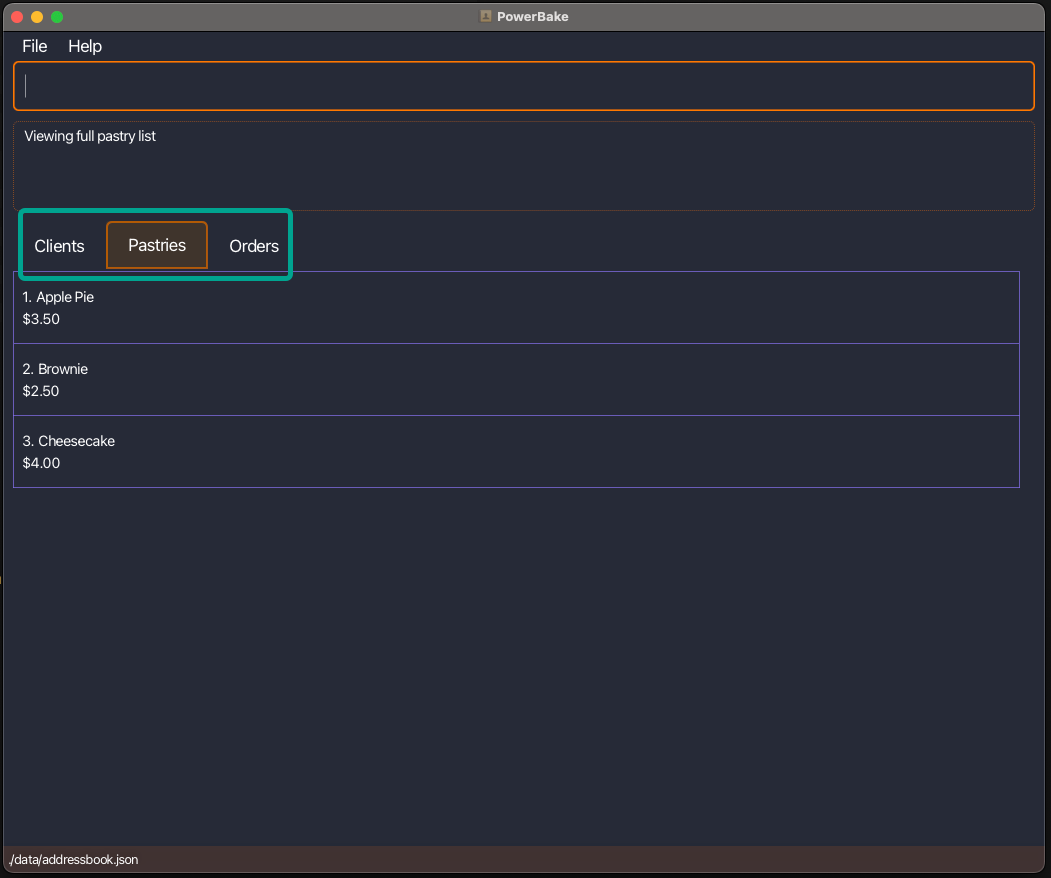 PowerBake
File Help
Viewing full pastry list
Clients Pastries Orders
1. Apple Pie
$3.50
2. Brownie
$2.50
3. Cheesecake
$4.00
./data/addressbook.json